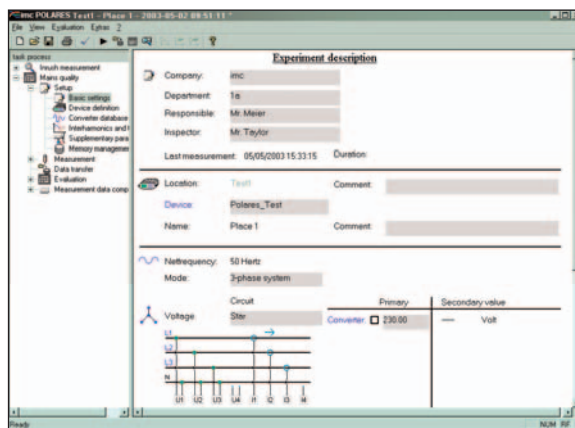 imc POLARES Test1 - Place 1 - 2003-05-02 09:51:11 *
File View Evaluation Extras ?
task process
Inrush measurement
Mains quality
Setup
Basic settings
Device definition
Converter database
Interharmonics and
Supplementary para
Memory managemen
Measurement
Data transfer
Evaluation
Measurement data comp
Experiment description
Company: imc
Department: 1a
Responsible: Mr. Meier
Inspector: Mr. Taylor
Last measurement: 05/05/2003 15:33:15 Duration:
Location: Test1 Comment:
Device: Polares_Test
Name: Place 1 Comment:
Netfrequency: 50 Hertz
Mode: 3-phase system
Circuit Primary Secondary value
Voltage: Star Converter: 230.00 Volt
L1
L2
L3
N
U1 U2 U3 U4 I1 I2 I3 I4
Ready NUM RF